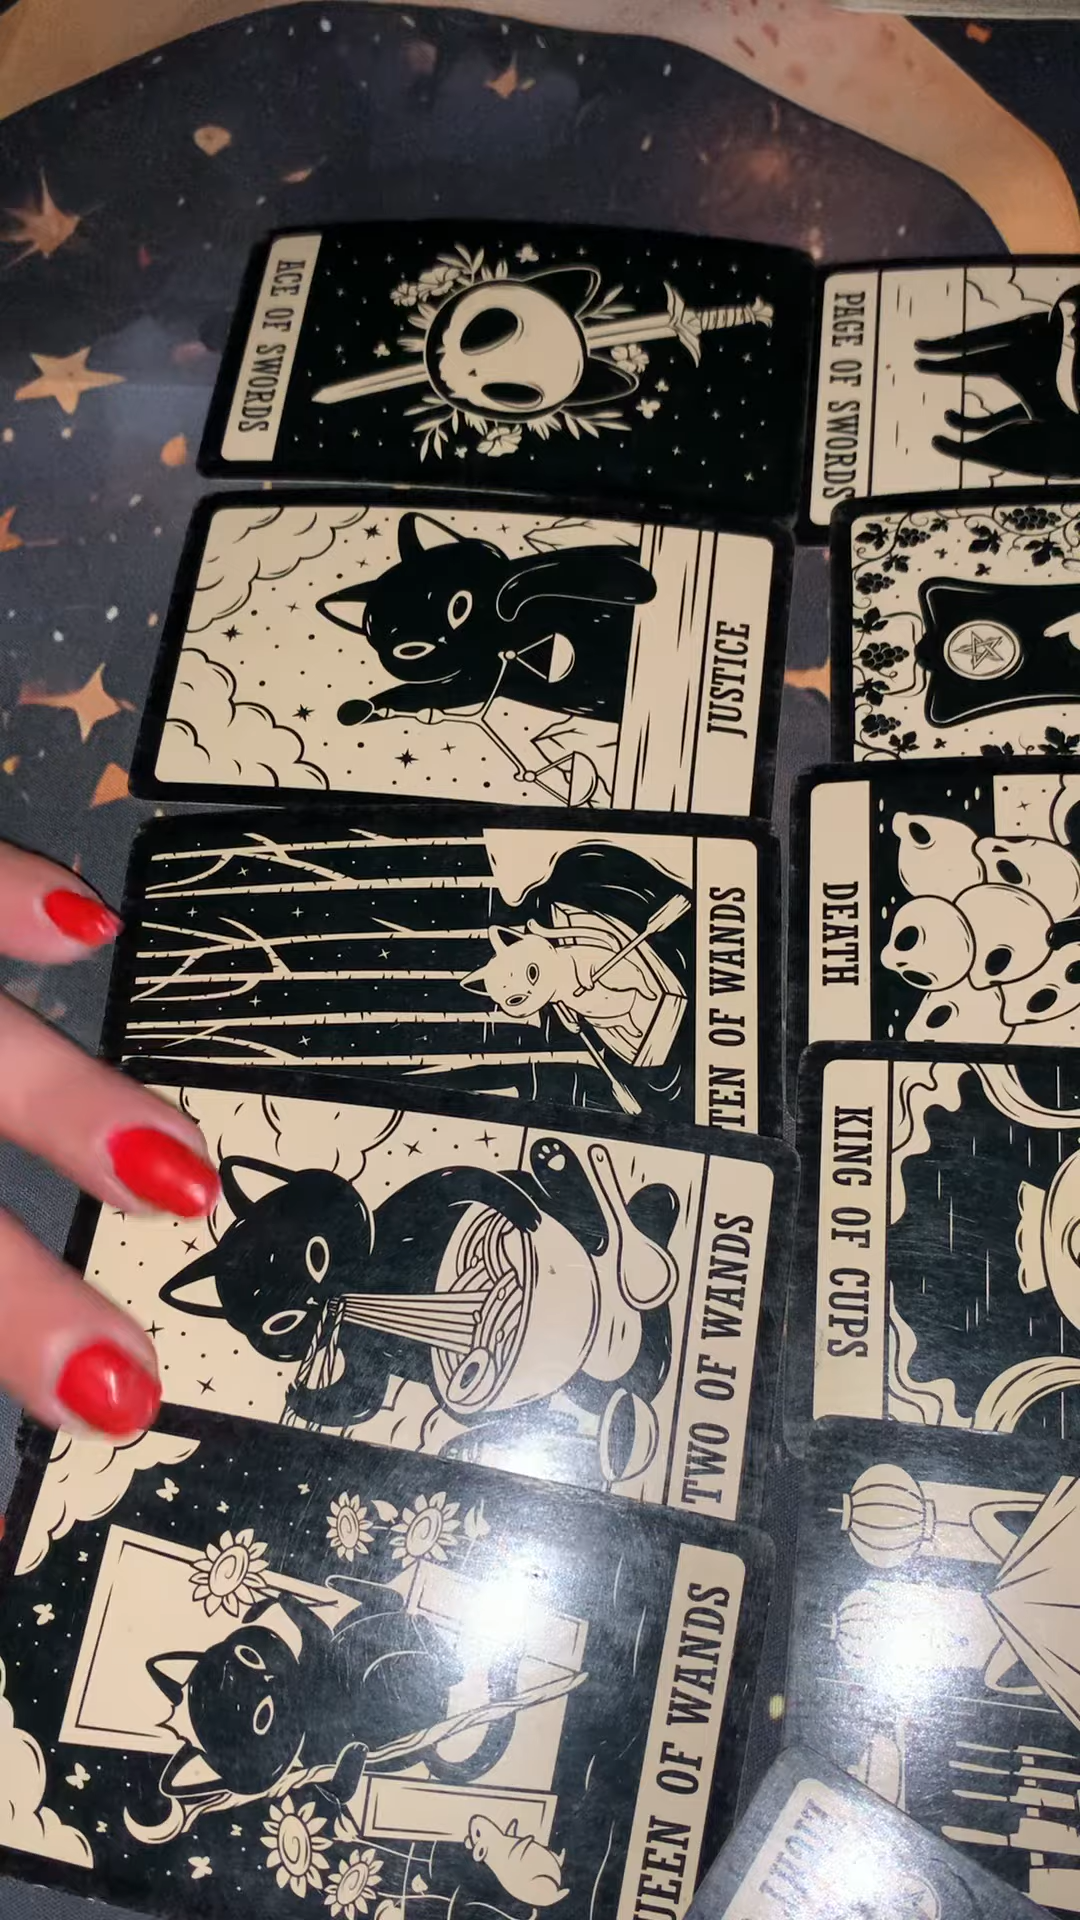 ACE OF SWORDS
PAGE OF SWORDS
JUSTICE
DEATH
TEN OF WANDS
KING OF CUPS
TWO OF WANDS
UEEN OF WANDS